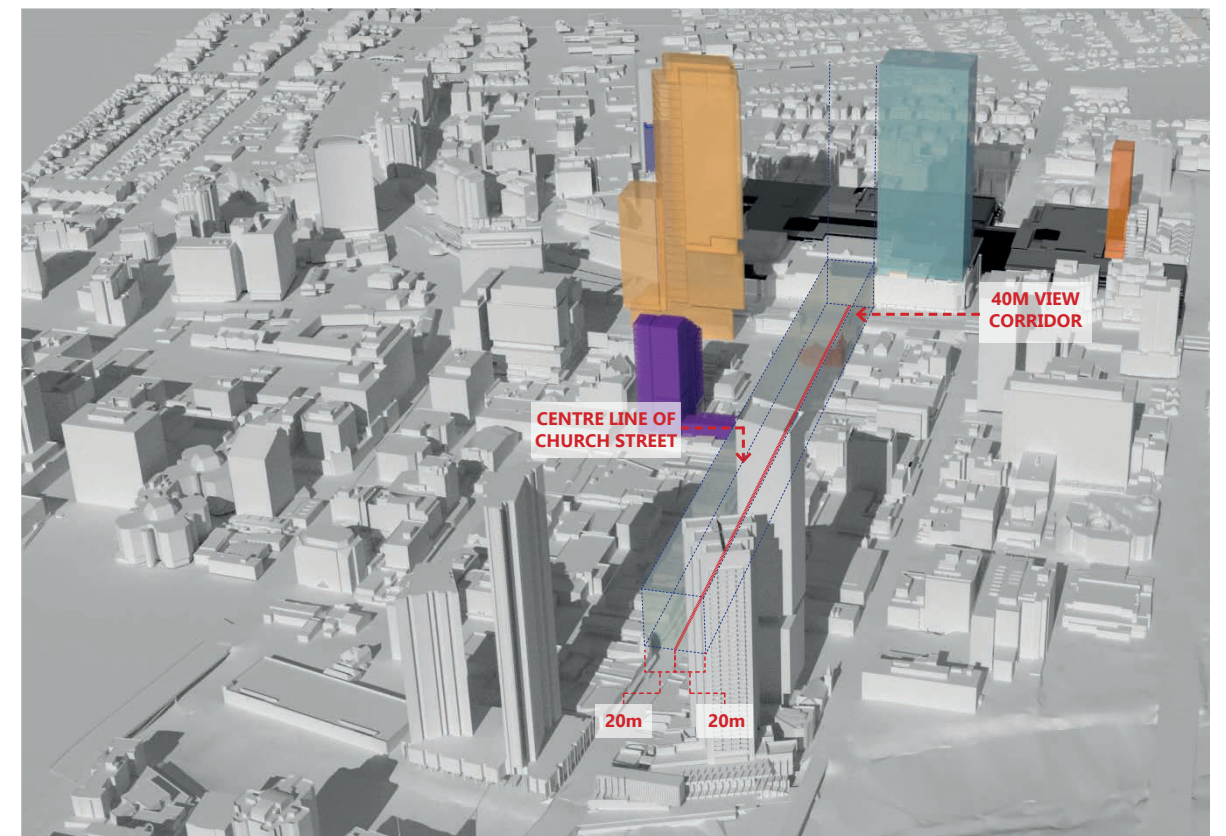 40M VIEW
CORRIDOR
CENTRE LINE OF
CHURCH STREET
20m
20m